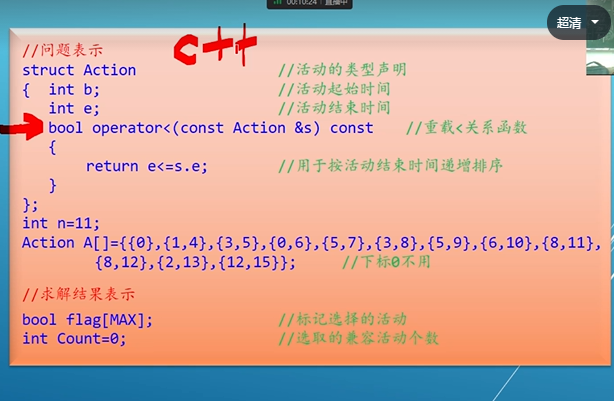 00:10:24 直播中
超清
C++
//问题表示
struct Action //活动的类型声明
{ int b; //活动起始时间
int e; //活动结束时间
bool operator<(const Action &s) const //重载<关系函数
{
return e<=s.e; //用于按活动结束时间递增排序
}
};
int n=11;
Action A[]={{0},{1,4},{3,5},{0,6},{5,7},{3,8},{5,9},{6,10},{8,11},
{8,12},{2,13},{12,15}}; //下标0不用
//求解结果表示
bool flag[MAX]; //标记选择的活动
int Count=0; //选取的兼容活动个数